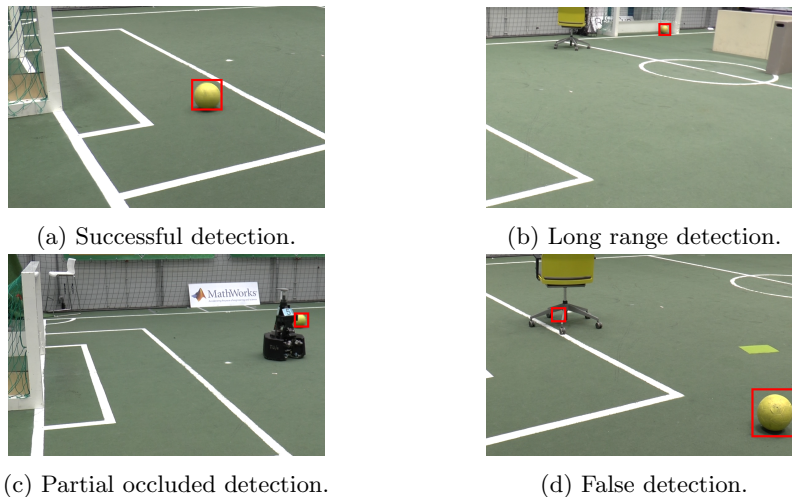 (a) Successful detection.
(b) Long range detection.
MathWorks
(c) Partial occluded detection.
(d) False detection.